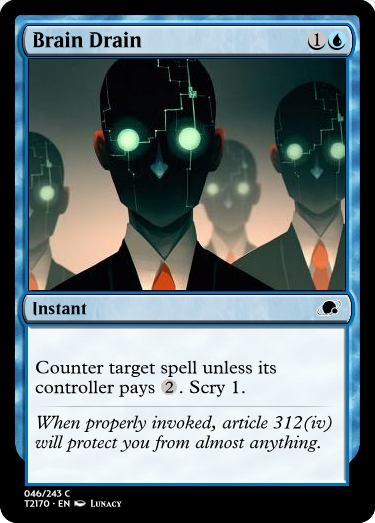 Brain Drain 1
Instant
Counter target spell unless its
controller pays 2. Scry 1.
When properly invoked, article 312(iv)
will protect you from almost anything.
046/243 C
T2170 • EN Lunacy